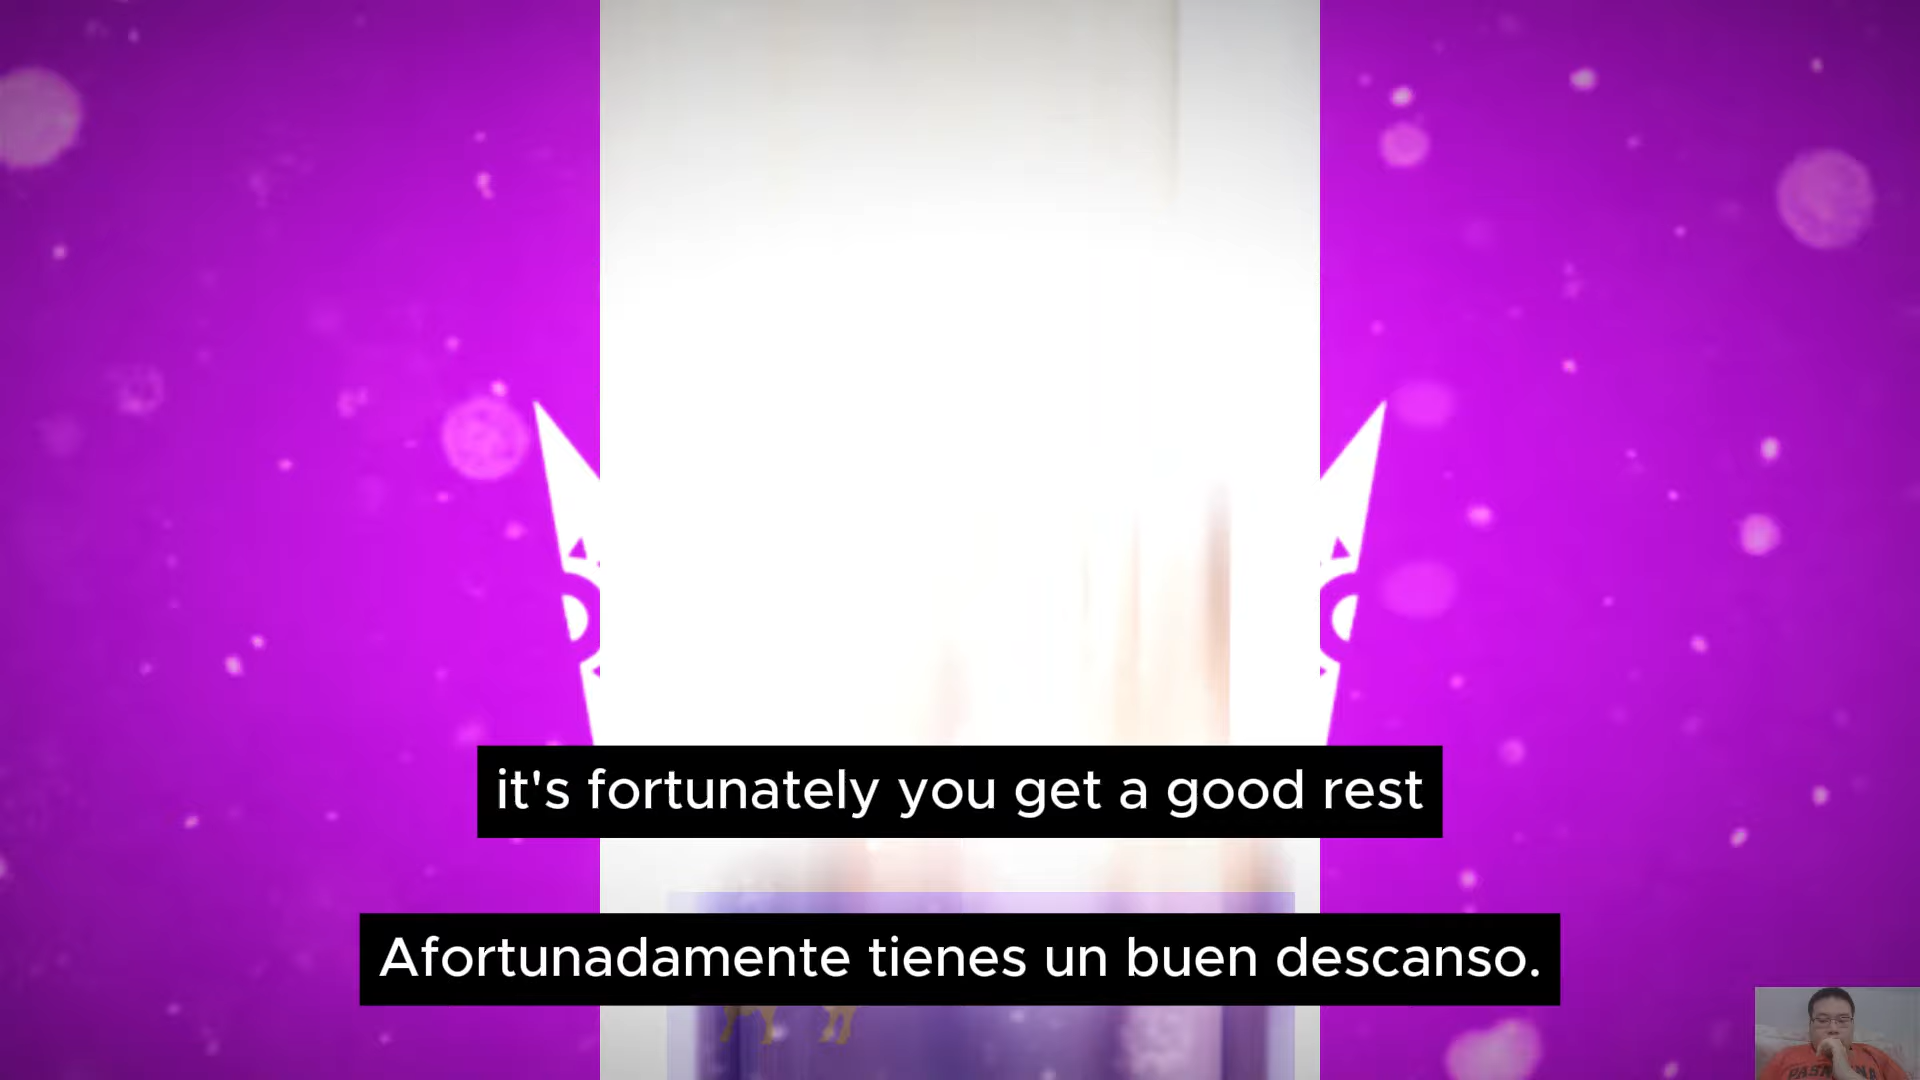 it's fortunately you get a good rest
Afortunadamente tienes un buen descanso.